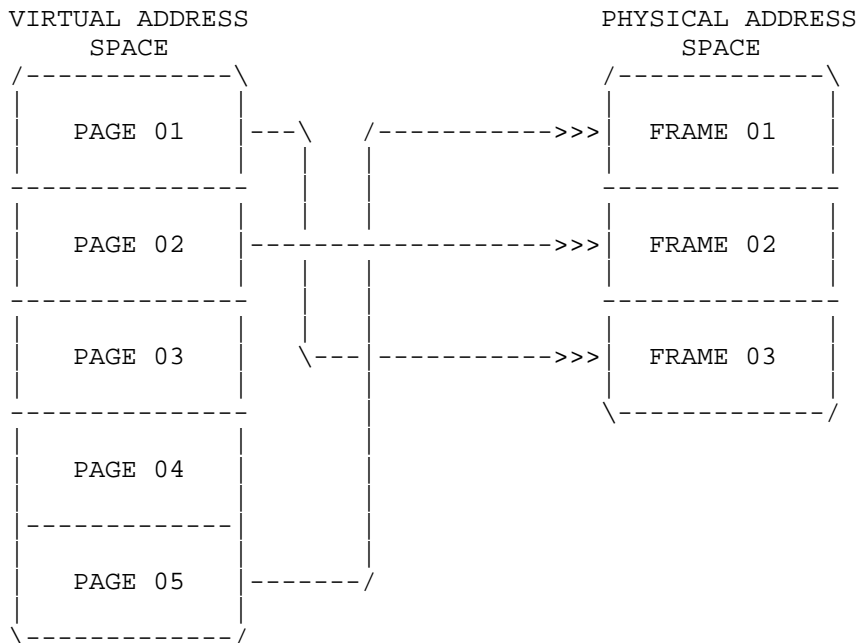 VIRTUAL ADDRESS
SPACE
PHYSICAL ADDRESS
SPACE
PAGE 01
FRAME 01
PAGE 02
FRAME 02
PAGE 03
FRAME 03
PAGE 04
PAGE 05